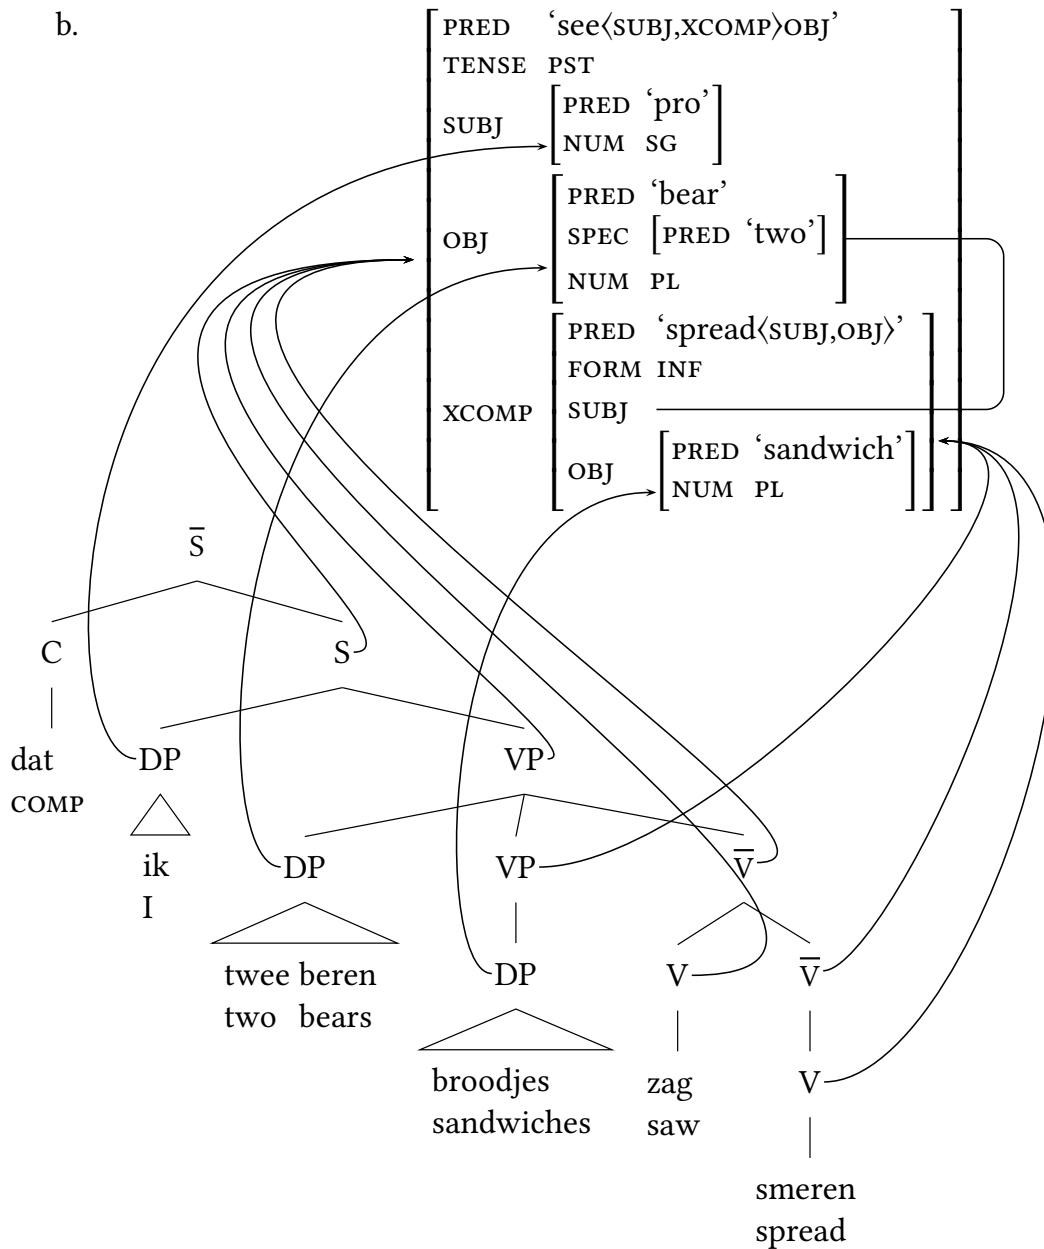 b.
PRED ‘see⟨SUBJ,XCOMP⟩OBJ’
TENSE PST
SUBJ
PRED ‘pro’
NUM SG
OBJ
PRED ‘bear’
SPEC [PRED ‘two’]
NUM PL
XCOMP
PRED ‘spread⟨SUBJ,OBJ⟩’
FORM INF
SUBJ
OBJ
PRED ‘sandwich’
NUM PL
S̅
C S
dat DP VP
COMP
ik DP VP V̅
I
twee beren DP V V̅
two bears
broodjes zag V
sandwiches saw
smeren
spread